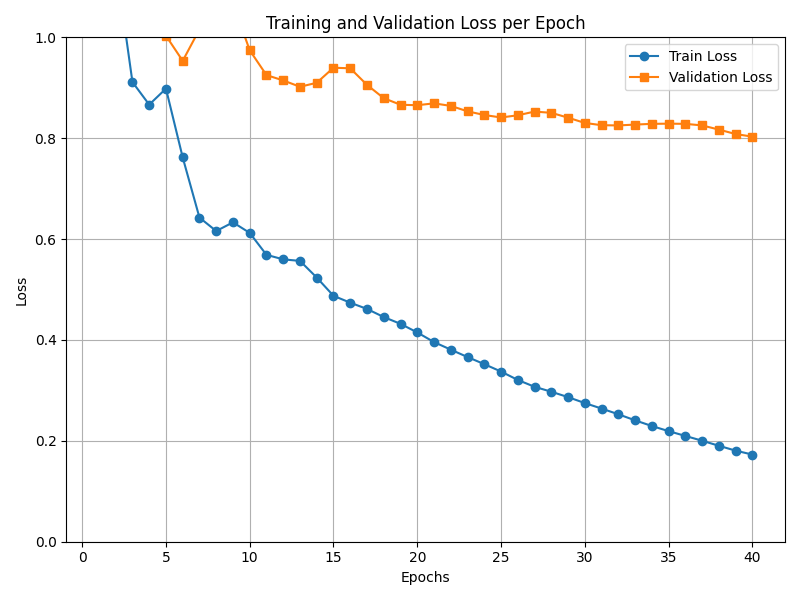 Training and Validation Loss per Epoch
1.0
Train Loss
Validation Loss
0.8
0.6
Loss
0.4
0.2
0.0
0 5 10 15 20 25 30 35 40
Epochs